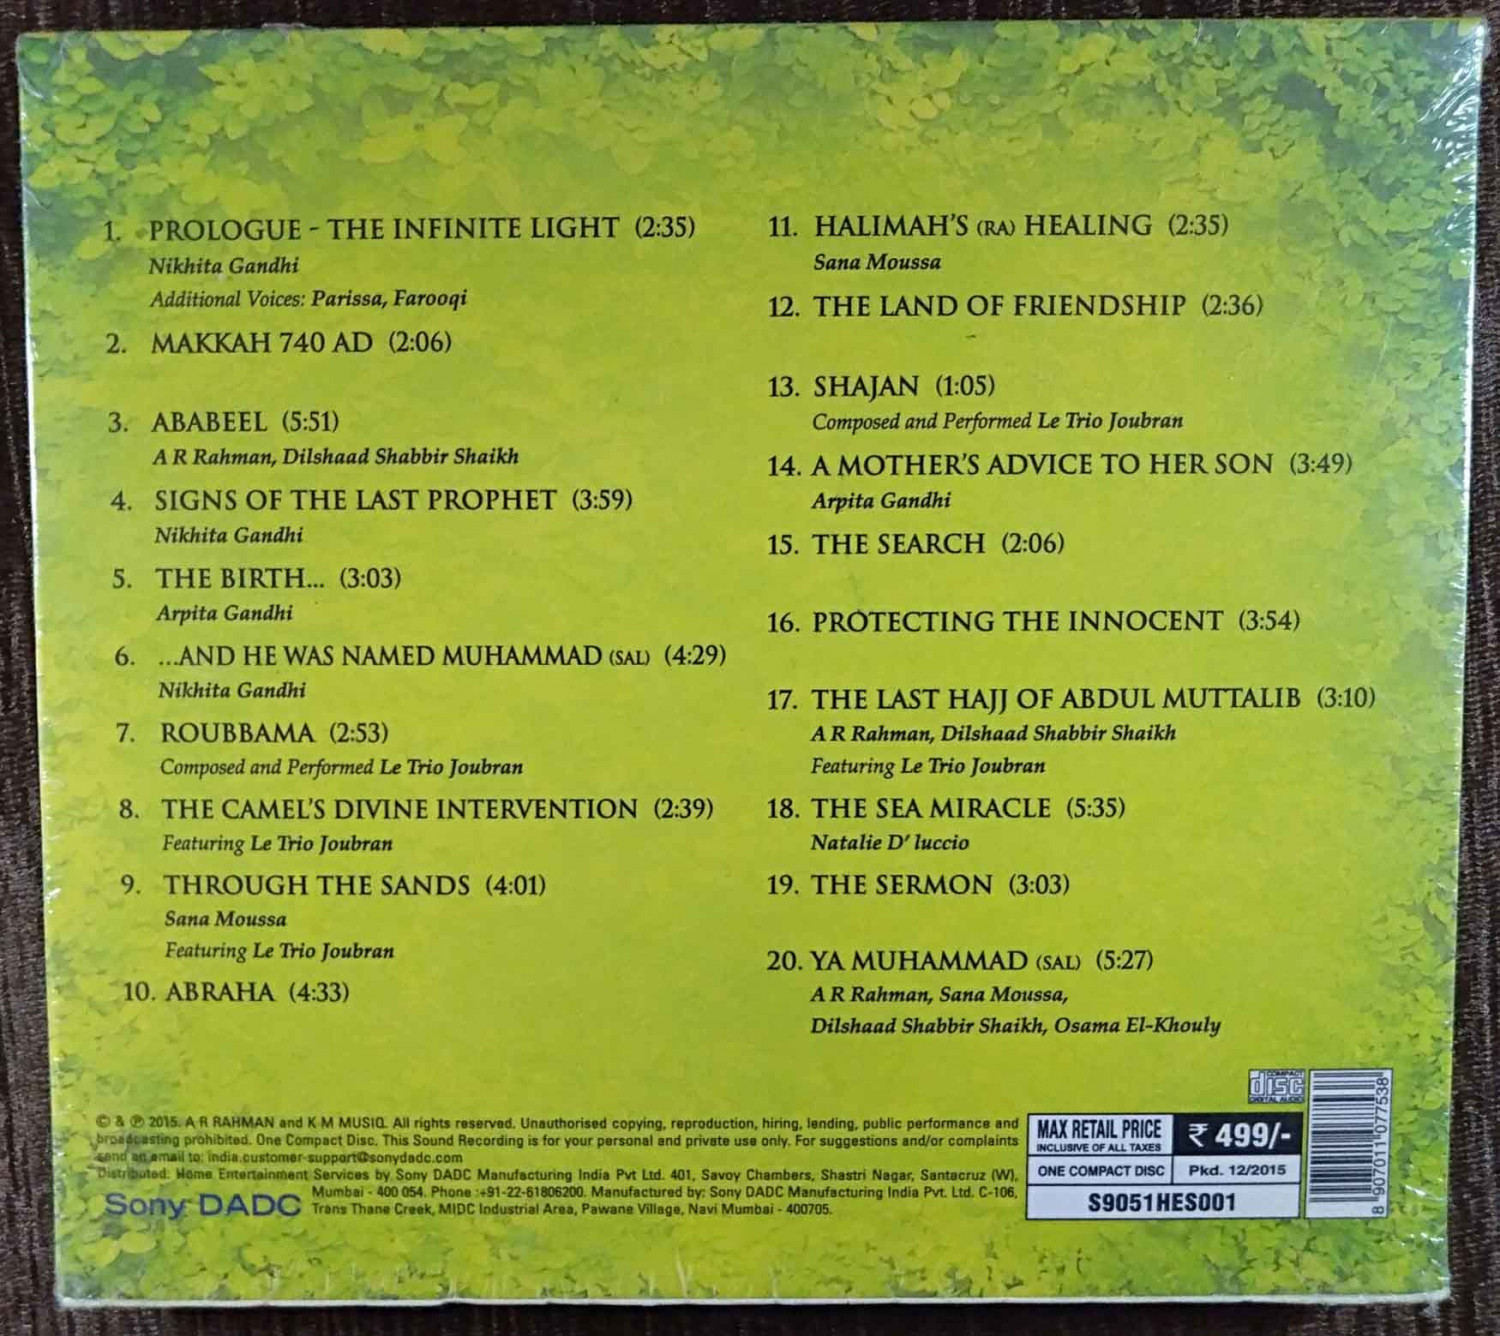 1. PROLOGUE - THE INFINITE LIGHT (2:35)
Nikhita Gandhi
Additional Voices: Parissa, Farooqi
2. MAKKAH 740 AD (2:06)
3. ABABEEL (5:51)
A R Rahman, Dilshaad Shabbir Shaikh
4. SIGNS OF THE LAST PROPHET (3:59)
Nikhita Gandhi
5. THE BIRTH... (3:03)
Arpita Gandhi
6. ...AND HE WAS NAMED MUHAMMAD (SAL) (4:29)
Nikhita Gandhi
7. ROUBBAMA (2:53)
Composed and Performed Le Trio Joubran
8. THE CAMEL'S DIVINE INTERVENTION (2:39)
Featuring Le Trio Joubran
9. THROUGH THE SANDS (4:01)
Sana Moussa
Featuring Le Trio Joubran
10. ABRAHA (4:33)
11. HALIMAH'S (RA) HEALING (2:35)
Sana Moussa
12. THE LAND OF FRIENDSHIP (2:36)
13. SHAJAN (1:05)
Composed and Performed Le Trio Joubran
14. A MOTHER'S ADVICE TO HER SON (3:49)
Arpita Gandhi
15. THE SEARCH (2:06)
16. PROTECTING THE INNOCENT (3:54)
17. THE LAST HAJJ OF ABDUL MUTTALIB (3:10)
A R Rahman, Dilshaad Shabbir Shaikh
Featuring Le Trio Joubran
18. THE SEA MIRACLE (5:35)
Natalie D' luccio
19. THE SERMON (3:03)
20. YA MUHAMMAD (SAL) (5:27)
A R Rahman, Sana Moussa,
Dilshaad Shabbir Shaikh, Osama El-Khouly
© & ℗ 2015. A R RAHMAN and K M MUSIQ. All rights reserved. Unauthorised copying, reproduction, hiring, lending, public performance and
broadcasting prohibited. One Compact Disc. This Sound Recording is for your personal and private use only. For suggestions and/or complaints
send an email to: india.customer-support@sonydadc.com
Distributed: Home Entertainment Services by Sony DADC Manufacturing India Pvt Ltd. 401, Savoy Chambers, Shastri Nagar, Santacruz (W),
Mumbai - 400 054. Phone :+91-22-61806200. Manufactured by: Sony DADC Manufacturing India Pvt. Ltd. C-106,
Trans Thane Creek, MIDC Industrial Area, Pawane Village, Navi Mumbai - 400705.
Sony DADC
COMPACT
disc
DIGITAL AUDIO
MAX RETAIL PRICE
INCLUSIVE OF ALL TAXES
₹ 499/-
ONE COMPACT DISC
Pkd. 12/2015
S9051HES001
8 907011 077538